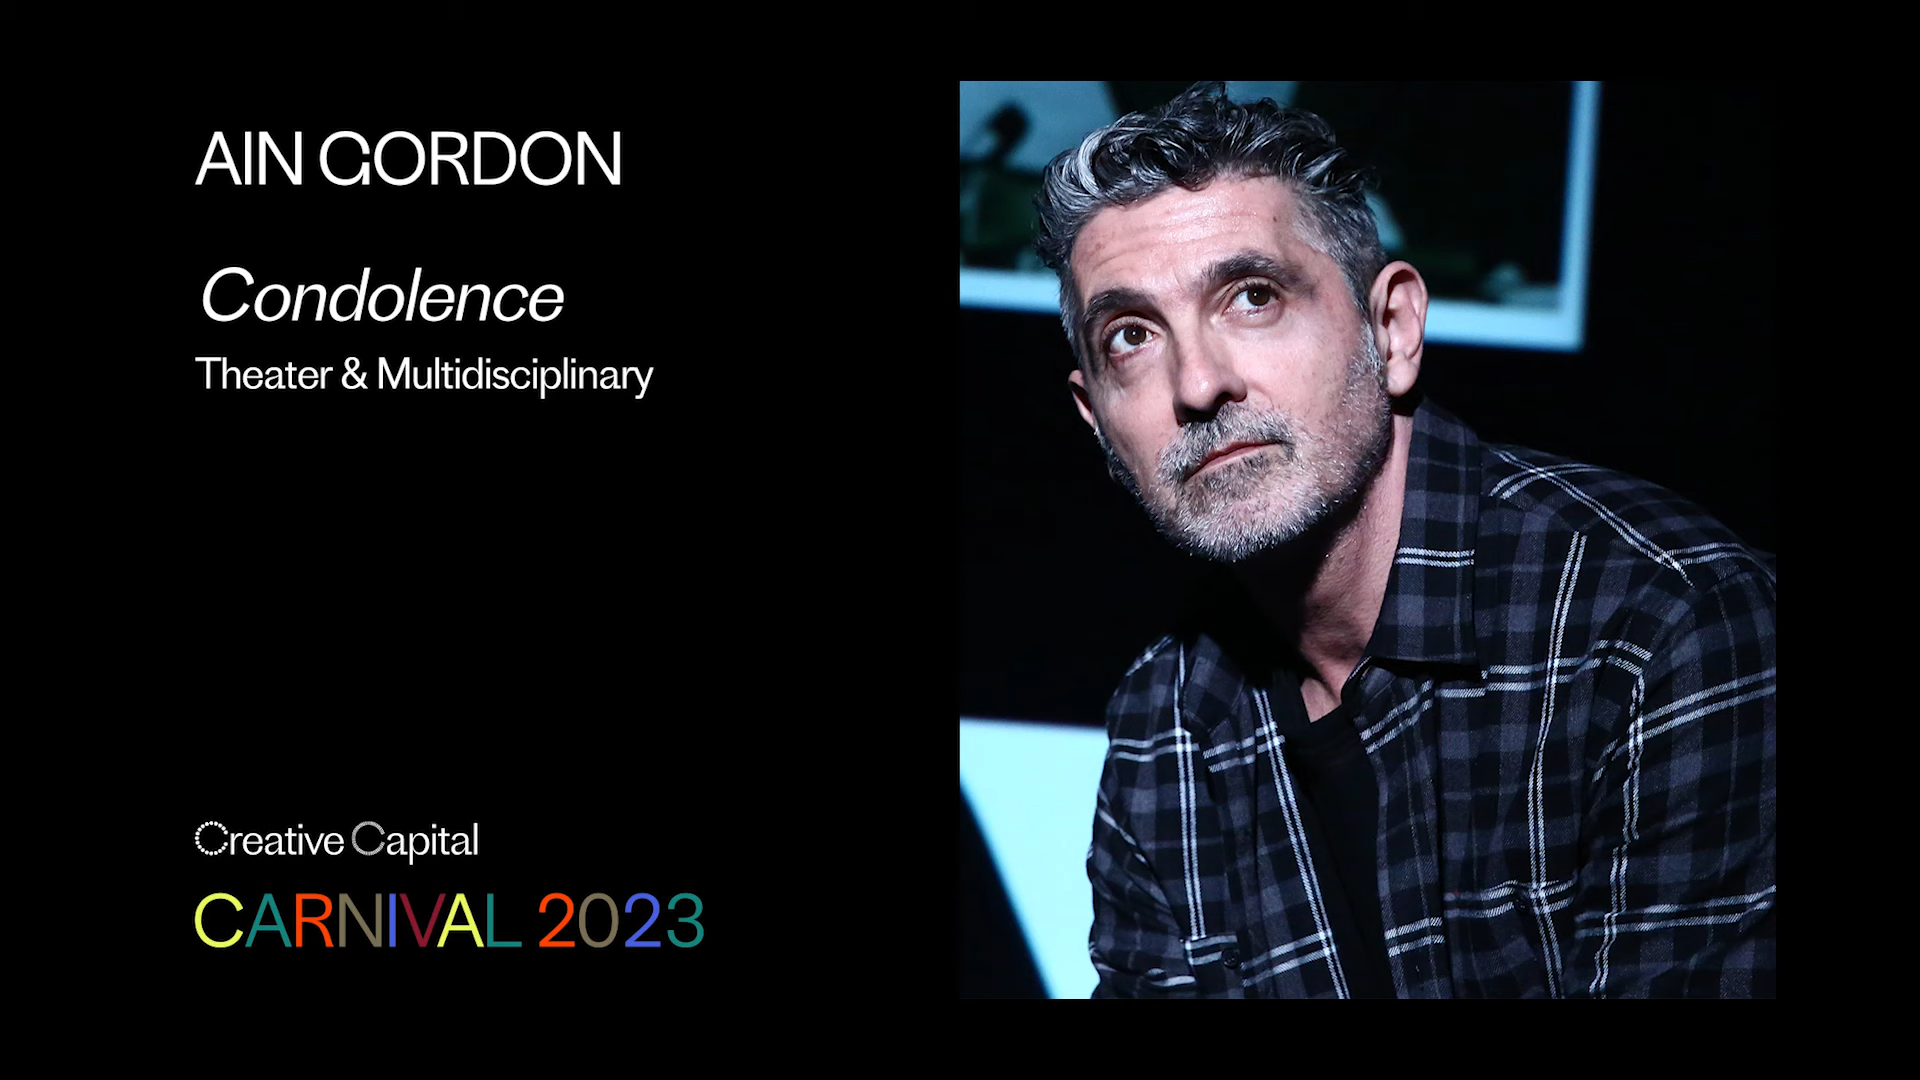 AIN GORDON
Condolence
Theater & Multidisciplinary
Creative Capital
CARNIVAL 2023